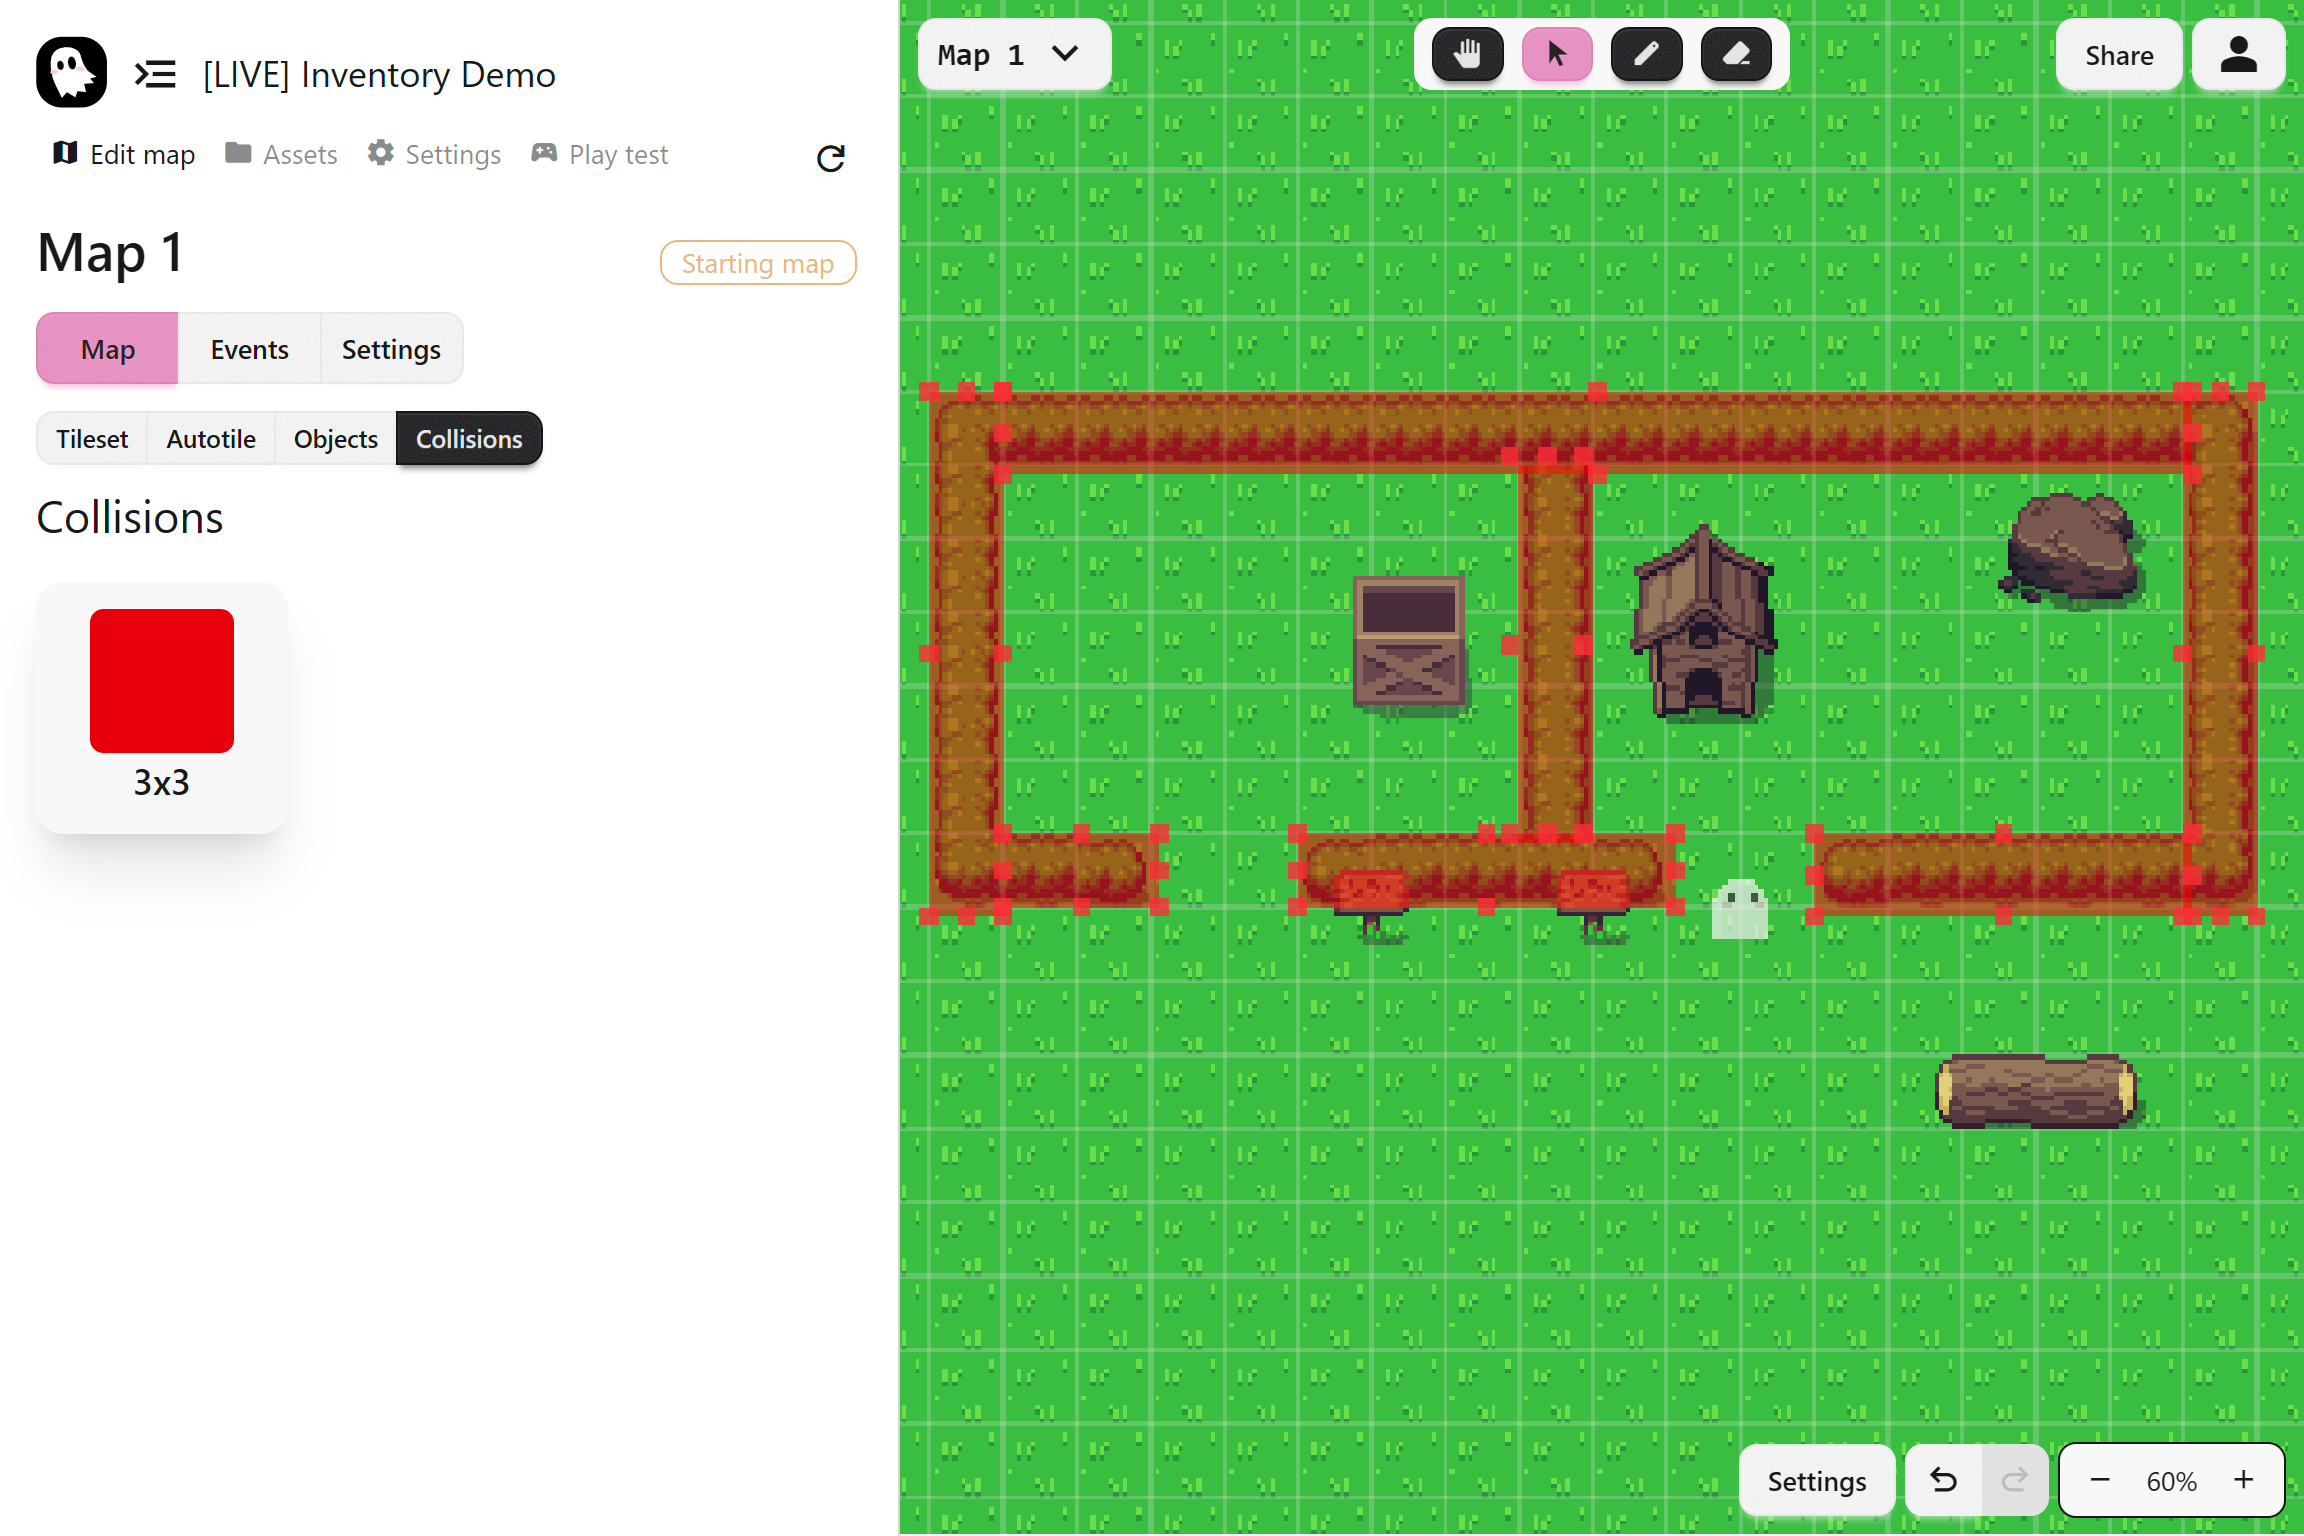 [LIVE] Inventory Demo
Edit map
Assets
Settings
Play test
Map 1
Starting map
Map
Events
Settings
Tileset
Autotile
Objects
Collisions
Collisions
3x3
Map 1
Share
Settings
60%